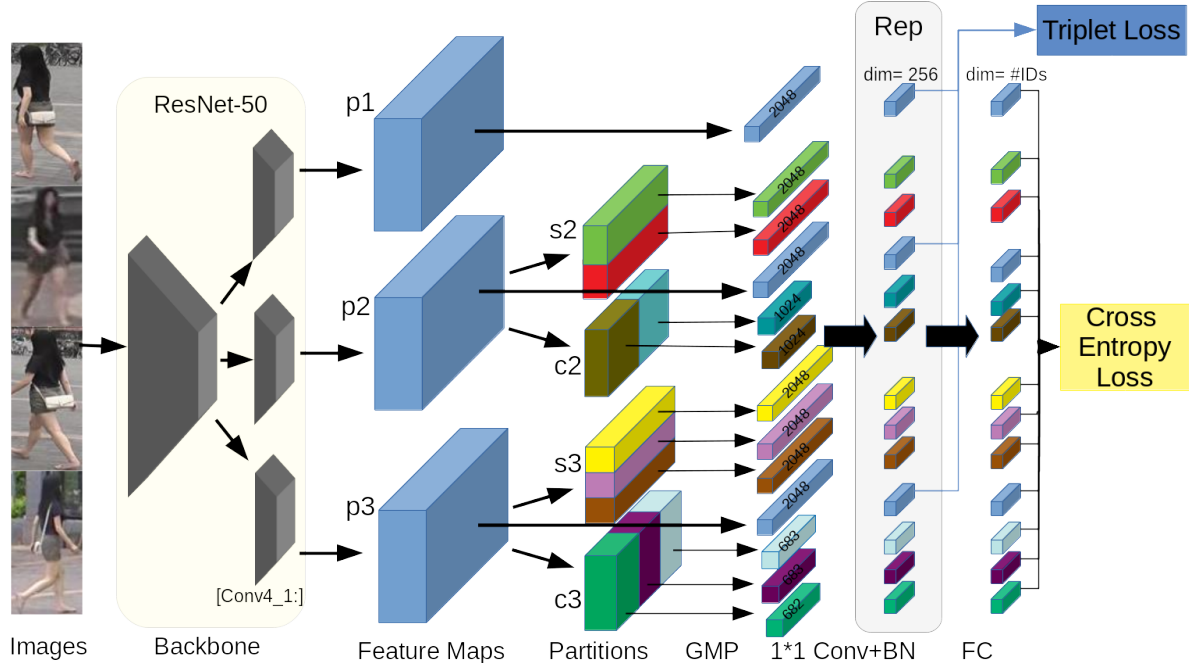 Rep
Triplet Loss
dim= 256
dim= #IDs
ResNet-50
p1
2048
s2
2048
2048
p2
2048
1024
c2
1024
Cross
Entropy
Loss
2048
s3
2048
2048
p3
2048
683
683
c3
682
[Conv4_1:]
Images
Backbone
Feature Maps
Partitions
GMP
1*1 Conv+BN
FC